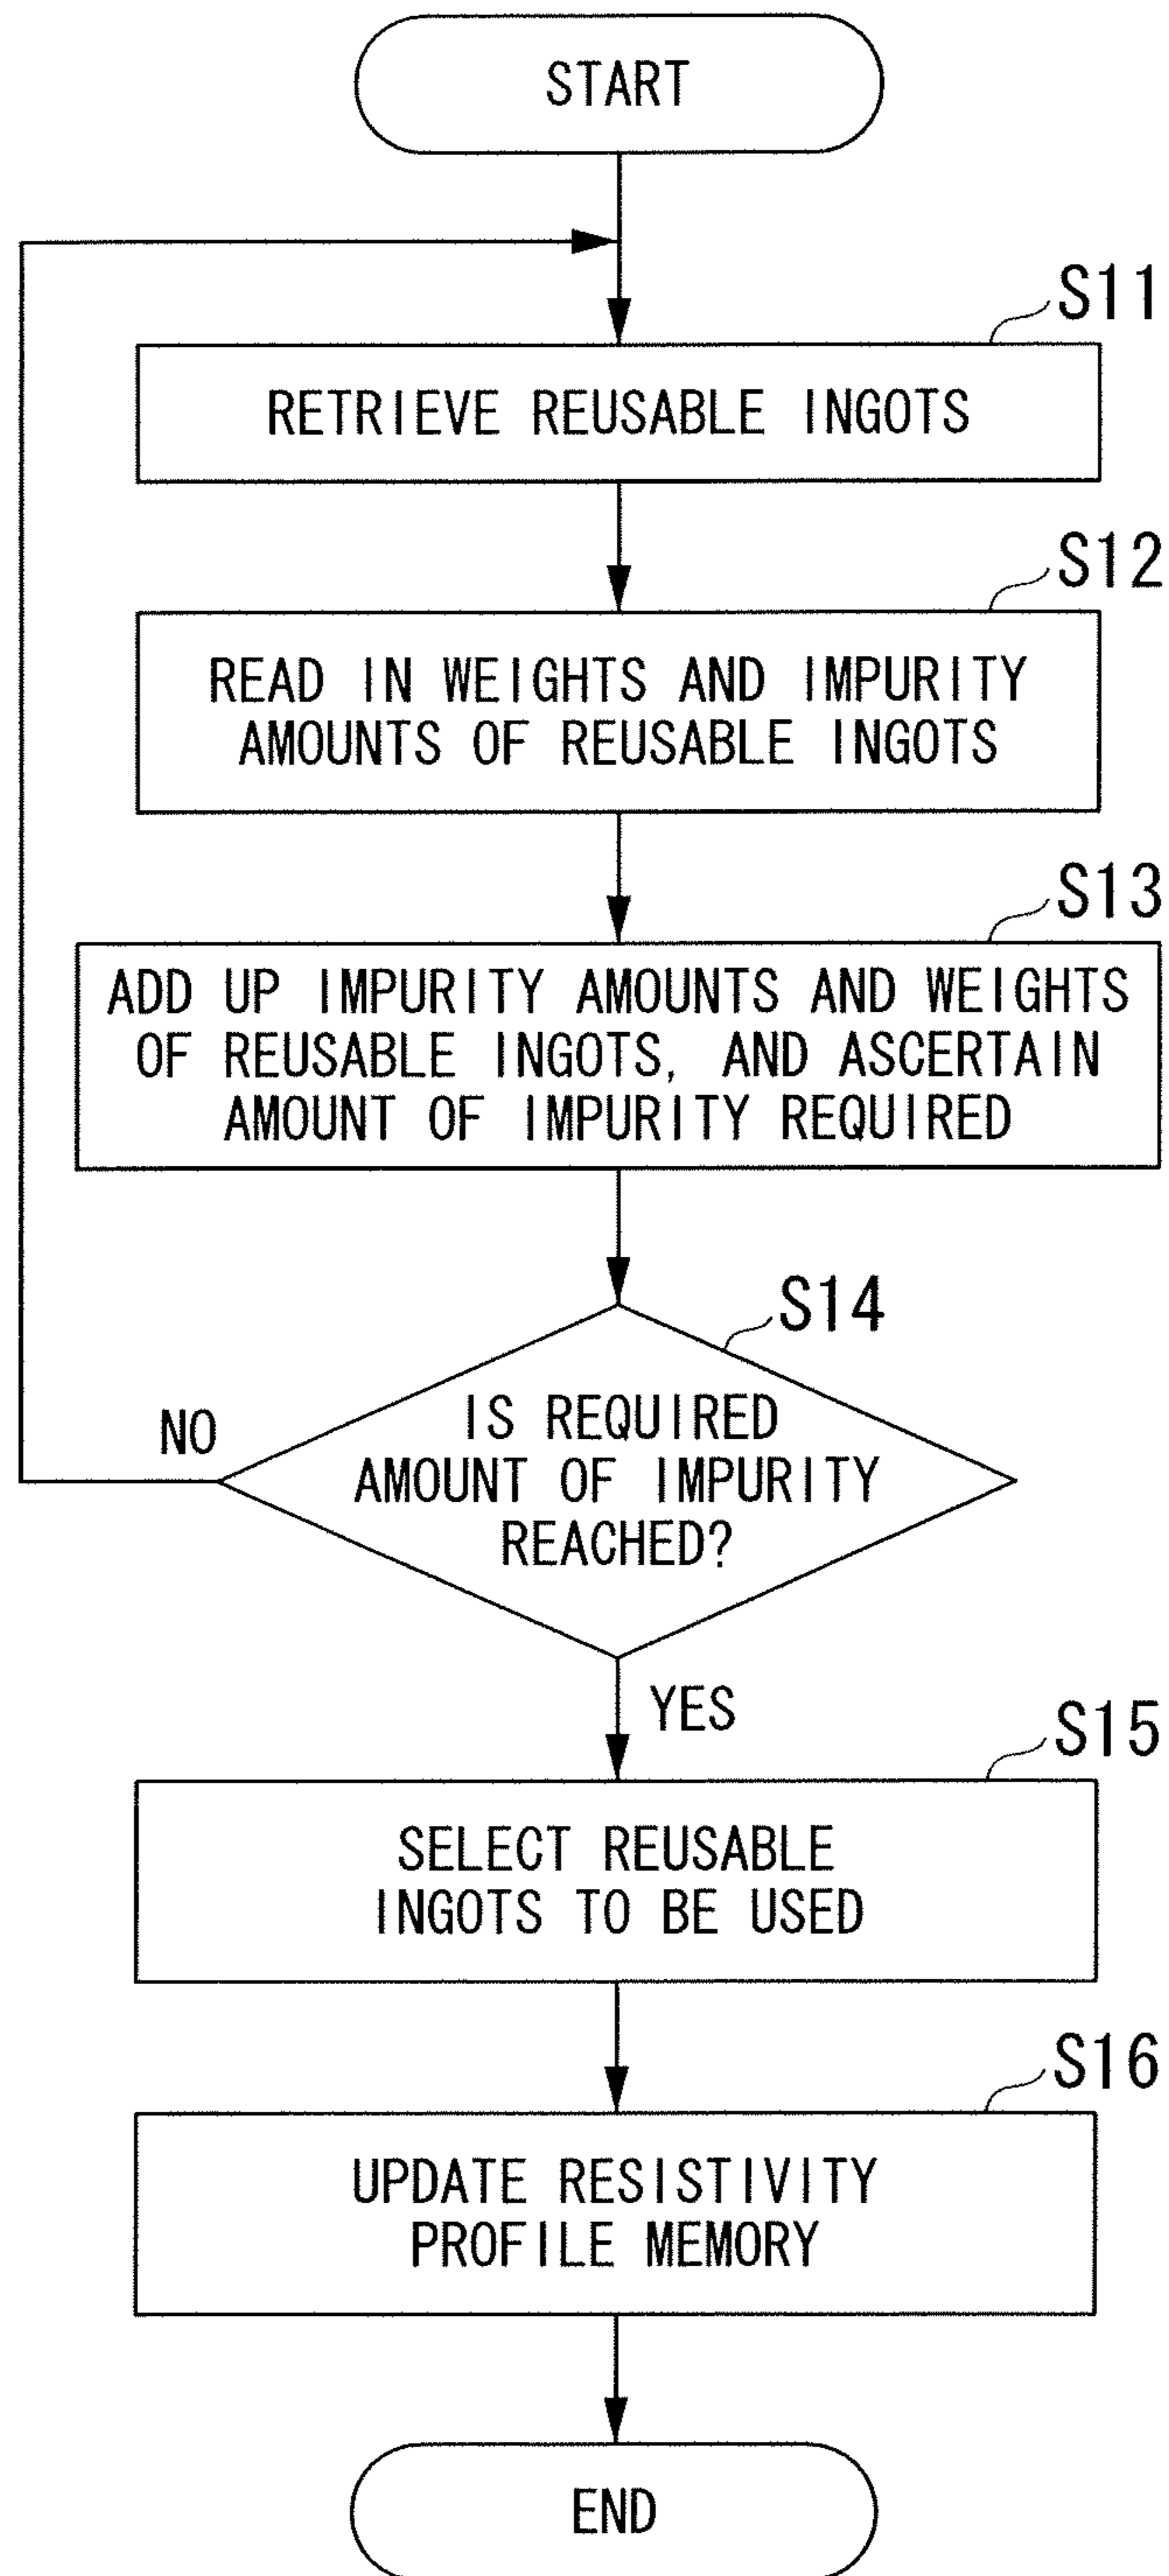 START
S11
RETRIEVE REUSABLE INGOTS
S12
READ IN WEIGHTS AND IMPURITY
AMOUNTS OF REUSABLE INGOTS
S13
ADD UP IMPURITY AMOUNTS AND WEIGHTS
OF REUSABLE INGOTS, AND ASCERTAIN
AMOUNT OF IMPURITY REQUIRED
S14
IS REQUIRED
AMOUNT OF IMPURITY
REACHED?
NO
YES
S15
SELECT REUSABLE
INGOTS TO BE USED
S16
UPDATE RESISTIVITY
PROFILE MEMORY
END